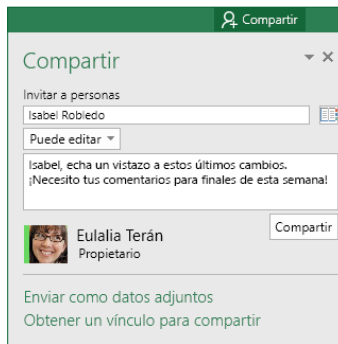 Compartir
Compartir
Invitar a personas
Isabel Robledo
Puede editar
Isabel, echa un vistazo a estos últimos cambios.
¡Necesito tus comentarios para finales de esta semana!
Compartir
Eulalia Terán
Propietario
Enviar como datos adjuntos
Obtener un vínculo para compartir